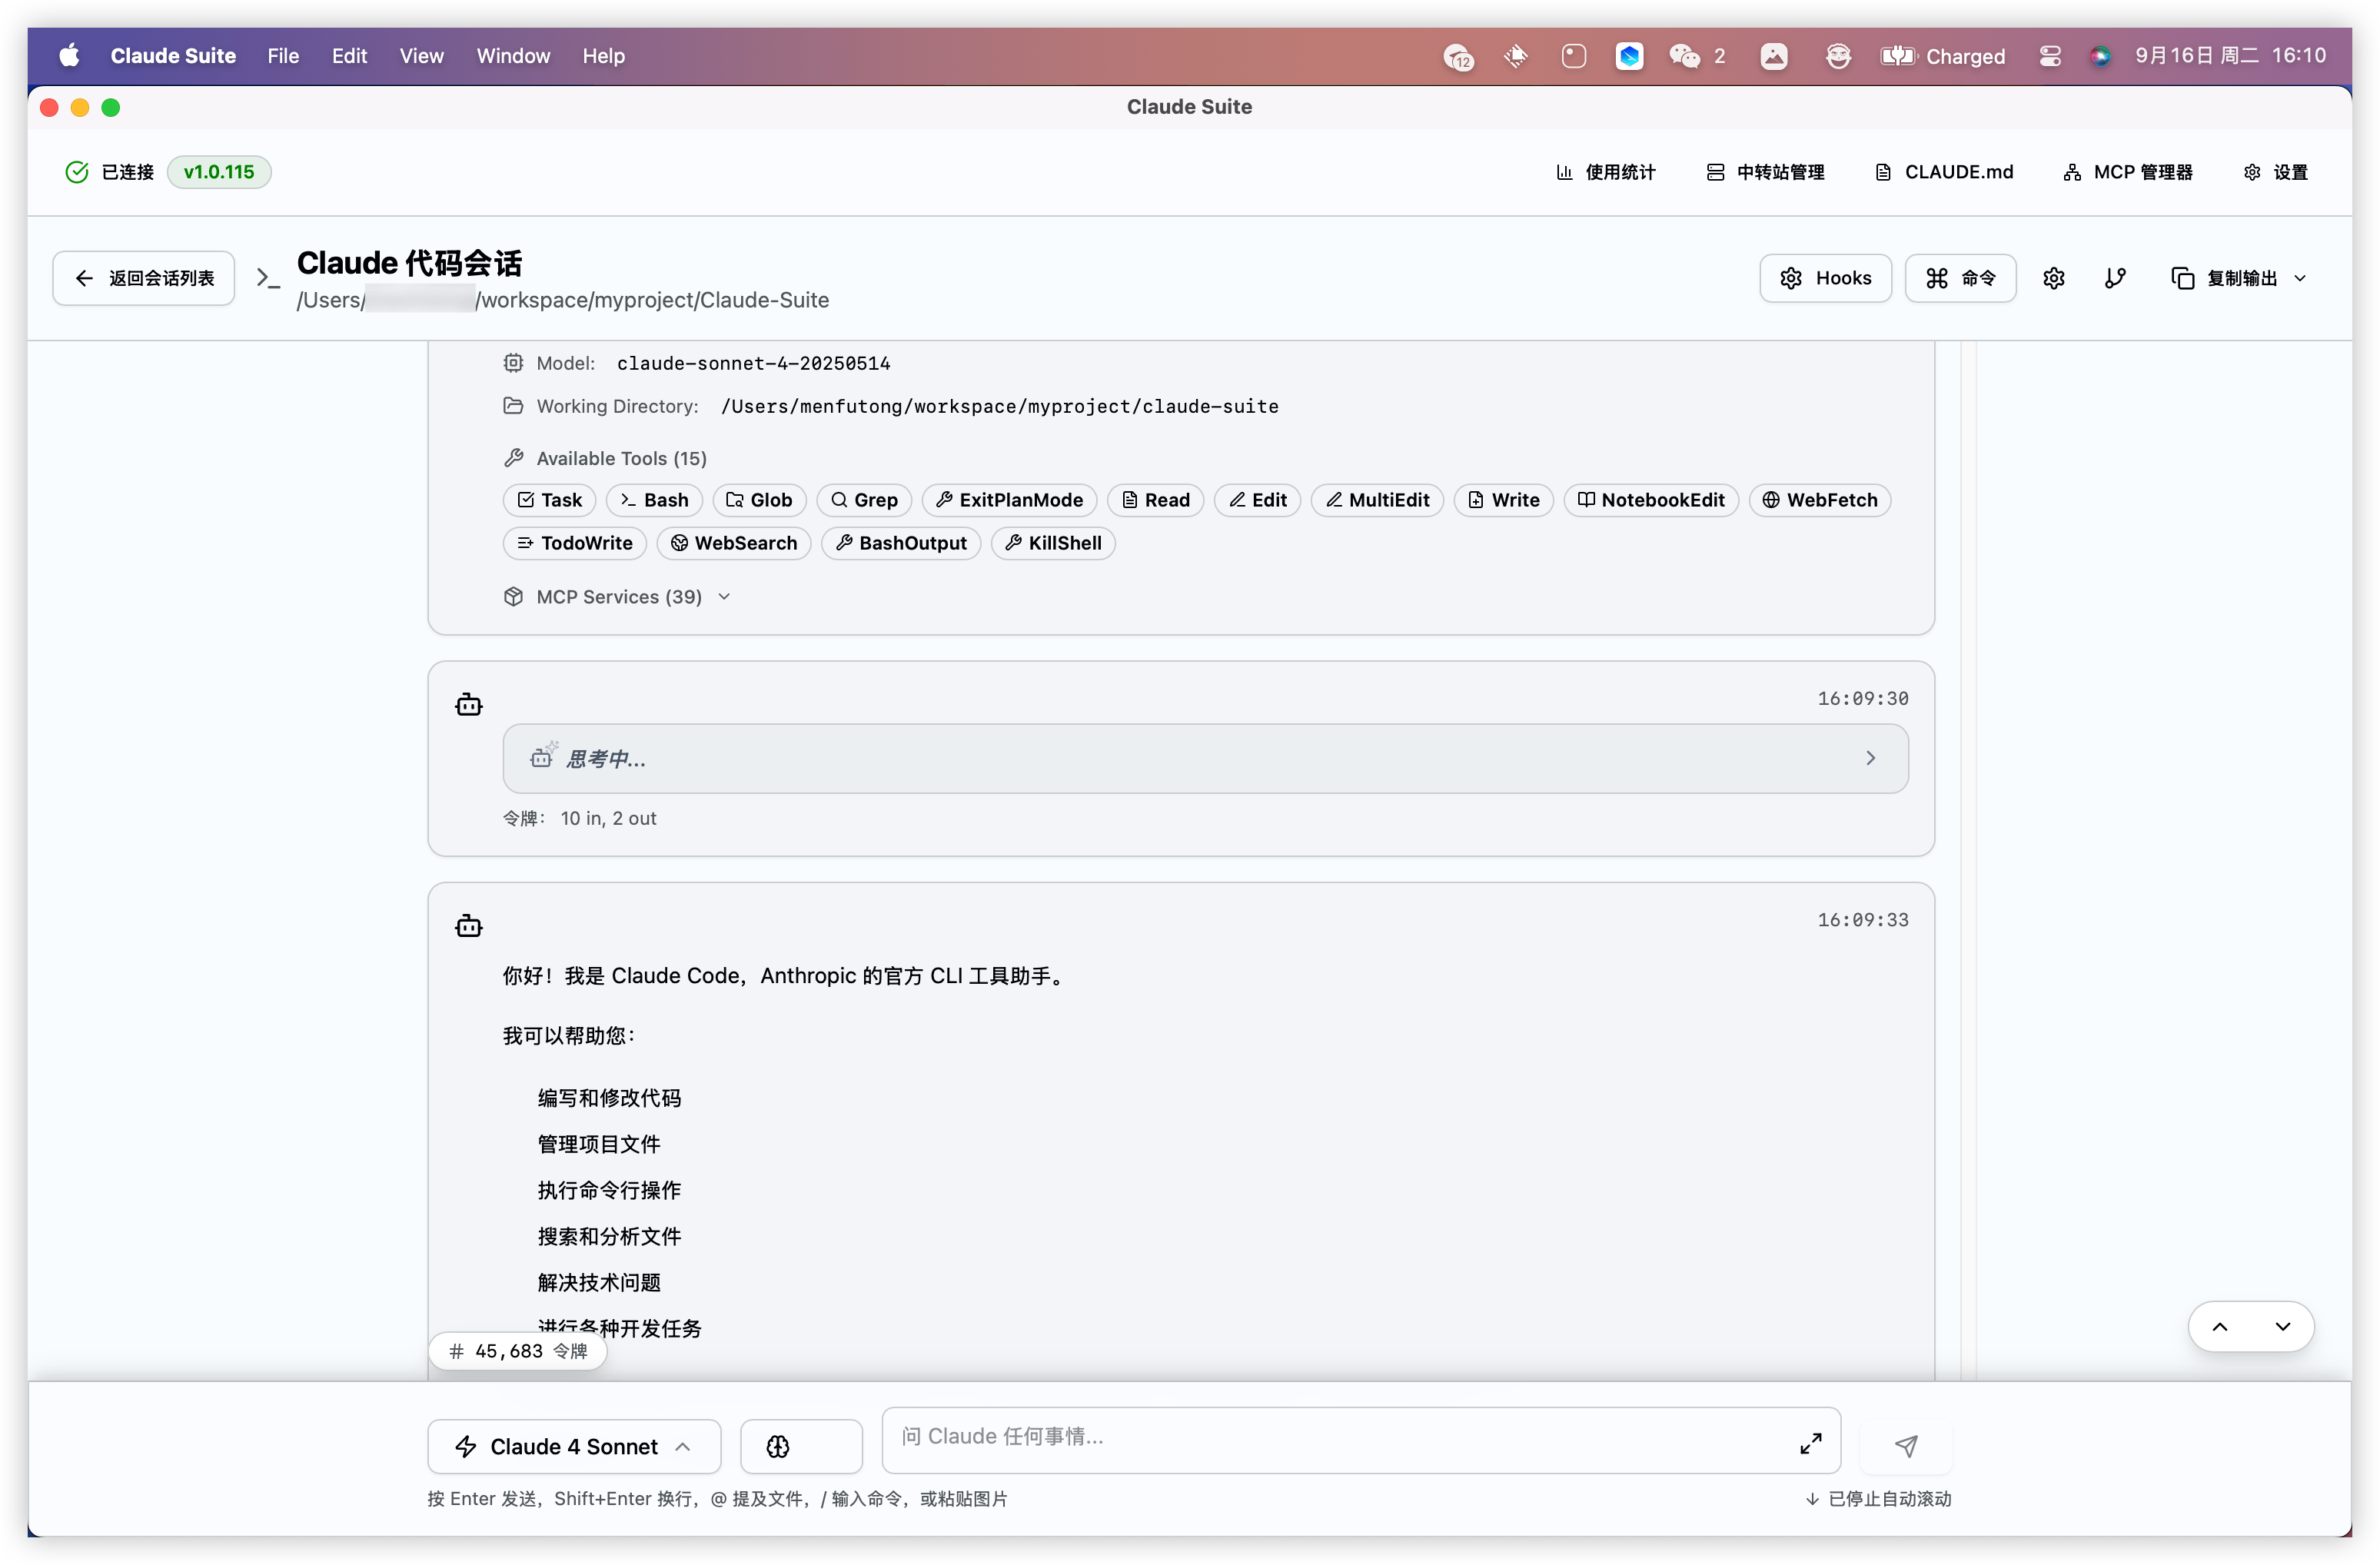 Claude Suite File Edit View Window Help 12 2 Charged 9月16日 周二 16:10
Claude Suite
已连接 v1.0.115 使用统计 中转站管理 CLAUDE.md MCP 管理器 设置
返回会话列表 Claude 代码会话 Hooks 命令 复制输出
/Users/ /workspace/myproject/Claude-Suite
Model: claude-sonnet-4-20250514
Working Directory: /Users/menfutong/workspace/myproject/claude-suite
Available Tools (15)
Task Bash Glob Grep ExitPlanMode Read Edit MultiEdit Write NotebookEdit WebFetch
TodoWrite WebSearch BashOutput KillShell
MCP Services (39)
16:09:30
思考中...
令牌： 10 in, 2 out
16:09:33
你好！我是 Claude Code，Anthropic 的官方 CLI 工具助手。
我可以帮助您：
编写和修改代码
管理项目文件
执行命令行操作
搜索和分析文件
解决技术问题
进行各种开发任务
# 45,683 令牌
Claude 4 Sonnet 问 Claude 任何事情...
按 Enter 发送，Shift+Enter 换行，@ 提及文件，/ 输入命令，或粘贴图片 已停止自动滚动